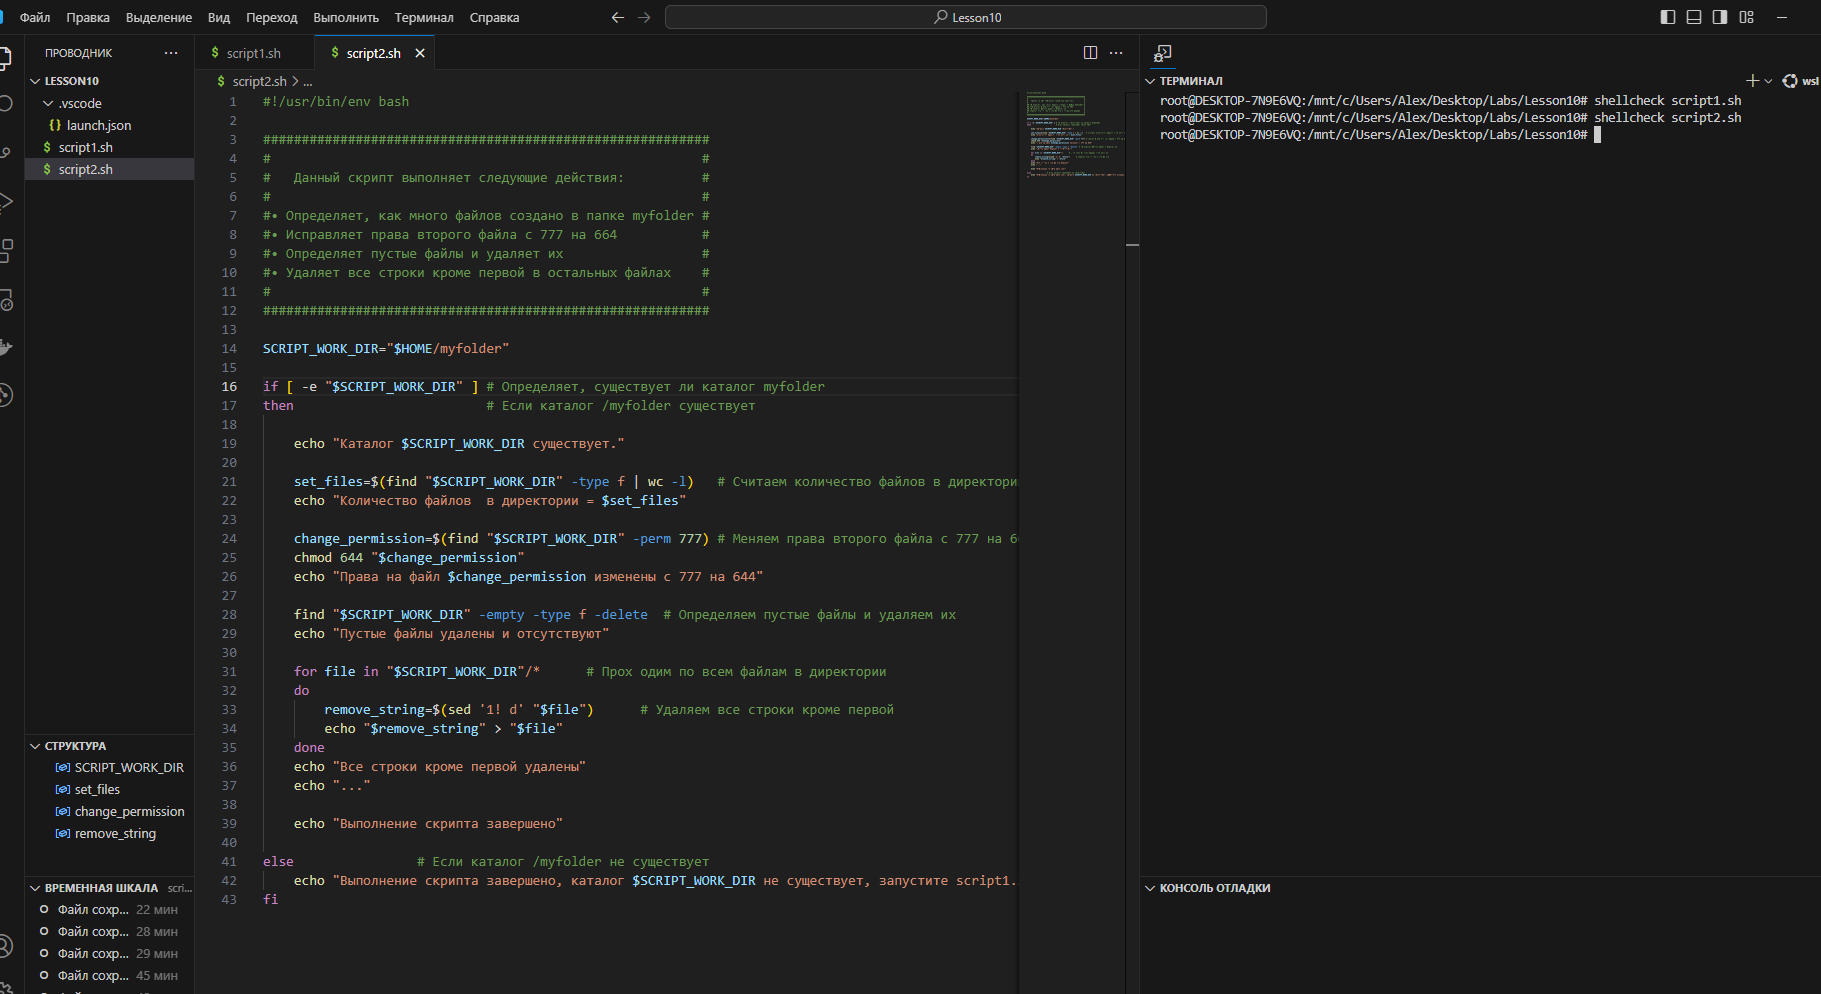 Файл Правка Выделение Вид Переход Выполнить Терминал Справка
Lesson10
ПРОВОДНИК
LESSON10
.vscode
{} launch.json
$ script1.sh
$ script2.sh
СТРУКТУРА
SCRIPT_WORK_DIR
set_files
change_permission
remove_string
ВРЕМЕННАЯ ШКАЛА scri...
Файл сохр... 22 мин
Файл сохр... 28 мин
Файл сохр... 29 мин
Файл сохр... 45 мин
$ script1.sh $ script2.sh
$ script2.sh > ...
1 #!/usr/bin/env bash
2
3 ##########################################################
4 # #
5 #   Данный скрипт выполняет следующие действия: #
6 # #
7 #• Определяет, как много файлов создано в папке myfolder #
8 #• Исправляет права второго файла с 777 на 664 #
9 #• Определяет пустые файлы и удаляет их #
10 #• Удаляет все строки кроме первой в остальных файлах #
11 # #
12 ##########################################################
13
14 SCRIPT_WORK_DIR="$HOME/myfolder"
15
16 if [ -e "$SCRIPT_WORK_DIR" ] # Определяет, существует ли каталог myfolder
17 then # Если каталог /myfolder существует
18
19 echo "Каталог $SCRIPT_WORK_DIR существует."
20
21 set_files=$(find "$SCRIPT_WORK_DIR" -type f | wc -l) # Считаем количество файлов в директори
22 echo "Количество файлов  в директории = $set_files"
23
24 change_permission=$(find "$SCRIPT_WORK_DIR" -perm 777) # Меняем права второго файла с 777 на 6
25 chmod 644 "$change_permission"
26 echo "Права на файл $change_permission изменены с 777 на 644"
27
28 find "$SCRIPT_WORK_DIR" -empty -type f -delete # Определяем пустые файлы и удаляем их
29 echo "Пустые файлы удалены и отсутствуют"
30
31 for file in "$SCRIPT_WORK_DIR"/* # Прох одим по всем файлам в директории
32 do
33 remove_string=$(sed '1! d' "$file") # Удаляем все строки кроме первой
34 echo "$remove_string" > "$file"
35 done
36 echo "Все строки кроме первой удалены"
37 echo "..."
38
39 echo "Выполнение скрипта завершено"
40
41 else # Если каталог /myfolder не существует
42 echo "Выполнение скрипта завершено, каталог $SCRIPT_WORK_DIR не существует, запустите script1.
43 fi
ТЕРМИНАЛ
wsl
root@DESKTOP-7N9E6VQ:/mnt/c/Users/Alex/Desktop/Labs/Lesson10# shellcheck script1.sh
root@DESKTOP-7N9E6VQ:/mnt/c/Users/Alex/Desktop/Labs/Lesson10# shellcheck script2.sh
root@DESKTOP-7N9E6VQ:/mnt/c/Users/Alex/Desktop/Labs/Lesson10#
КОНСОЛЬ ОТЛАДКИ